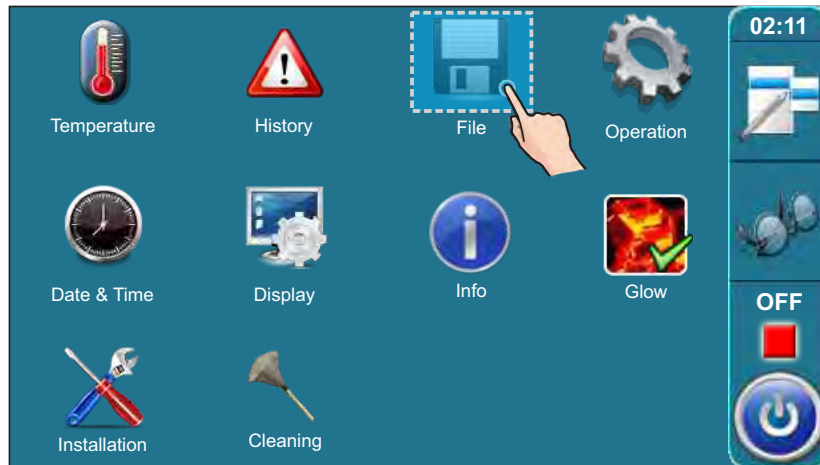 02:11
Temperature
History
File
Operation
Date & Time
Display
Info
Glow
OFF
Installation
Cleaning